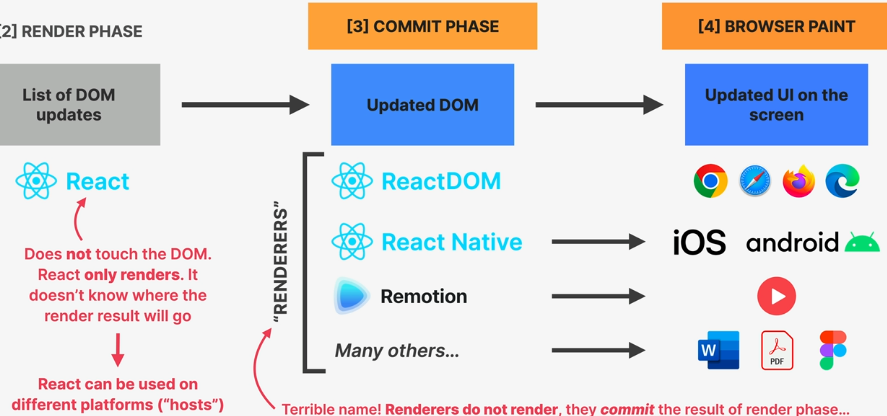 2] RENDER PHASE
[3] COMMIT PHASE
[4] BROWSER PAINT
List of DOM
updates
Updated DOM
Updated UI on the
screen
React
ReactDOM
"RENDERERS"
React Native
iOS
android
Remotion
Many others...
W
PDF
Does not touch the DOM.
React only renders. It
doesn't know where the
render result will go
React can be used on
different platforms ("hosts")
Terrible name! Renderers do not render, they commit the result of render phase...